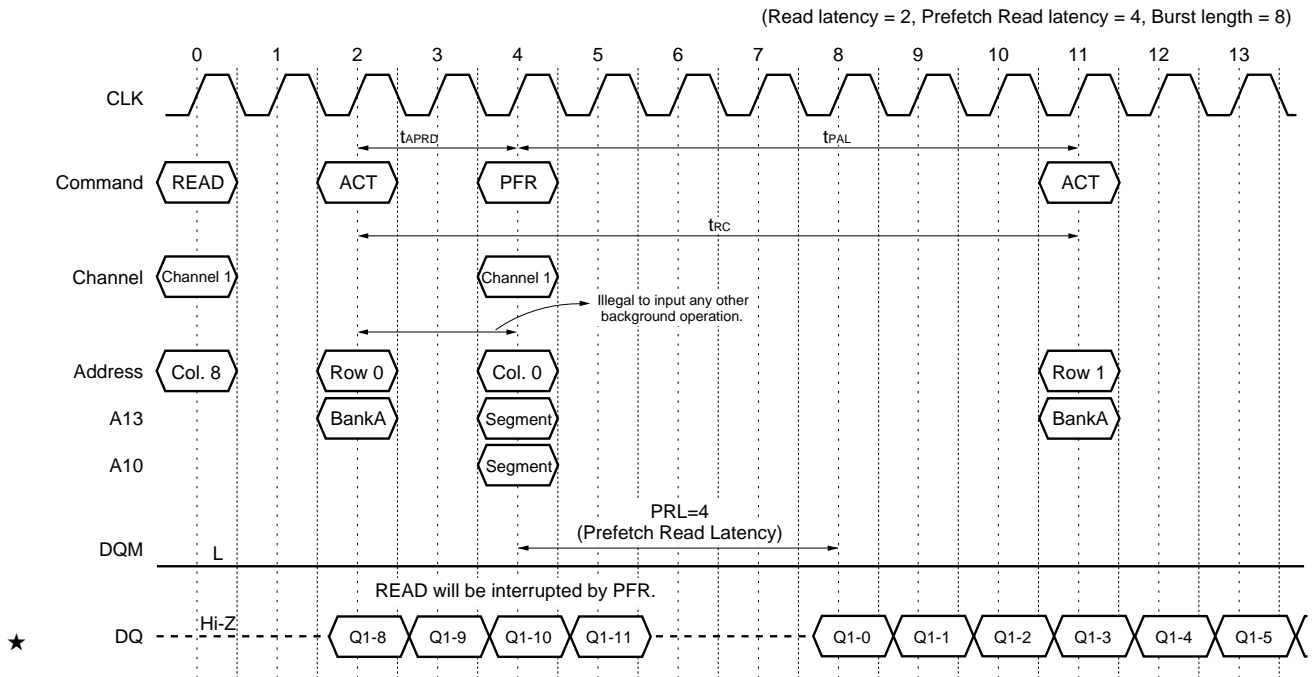 (Read latency = 2, Prefetch Read latency = 4, Burst length = 8)
0 1 2 3 4 5 6 7 8 9 10 11 12 13
CLK
tAPRD tPAL
Command READ ACT PFR ACT
tRC
Channel Channel 1 Channel 1
Illegal to input any other
background operation.
Address Col. 8 Row 0 Col. 0 Row 1
A13 BankA Segment BankA
A10 Segment
PRL=4
(Prefetch Read Latency)
DQM L
READ will be interrupted by PFR.
★ DQ Hi-Z Q1-8 Q1-9 Q1-10 Q1-11 Q1-0 Q1-1 Q1-2 Q1-3 Q1-4 Q1-5